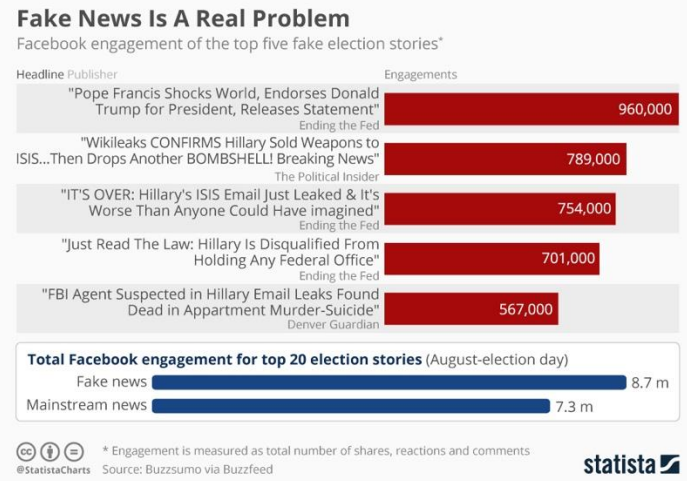 Fake News Is A Real Problem
Facebook engagement of the top five fake election stories*
Headline Publisher
Engagements
"Pope Francis Shocks World, Endorses Donald
Trump for President, Releases Statement"
Ending the Fed
960,000
"Wikileaks CONFIRMS Hillary Sold Weapons to
ISIS...Then Drops Another BOMBSHELL! Breaking News"
The Political Insider
789,000
"IT'S OVER: Hillary's ISIS Email Just Leaked & It's
Worse Than Anyone Could Have imagined"
Ending the Fed
754,000
"Just Read The Law: Hillary Is Disqualified From
Holding Any Federal Office"
Ending the Fed
701,000
"FBI Agent Suspected in Hillary Email Leaks Found
Dead in Appartment Murder-Suicide"
Denver Guardian
567,000
Total Facebook engagement for top 20 election stories (August-election day)
Fake news 8.7 m
Mainstream news 7.3 m
cc
* Engagement is measured as total number of shares, reactions and comments
@StatistaCharts Source: Buzzsumo via Buzzfeed
statista